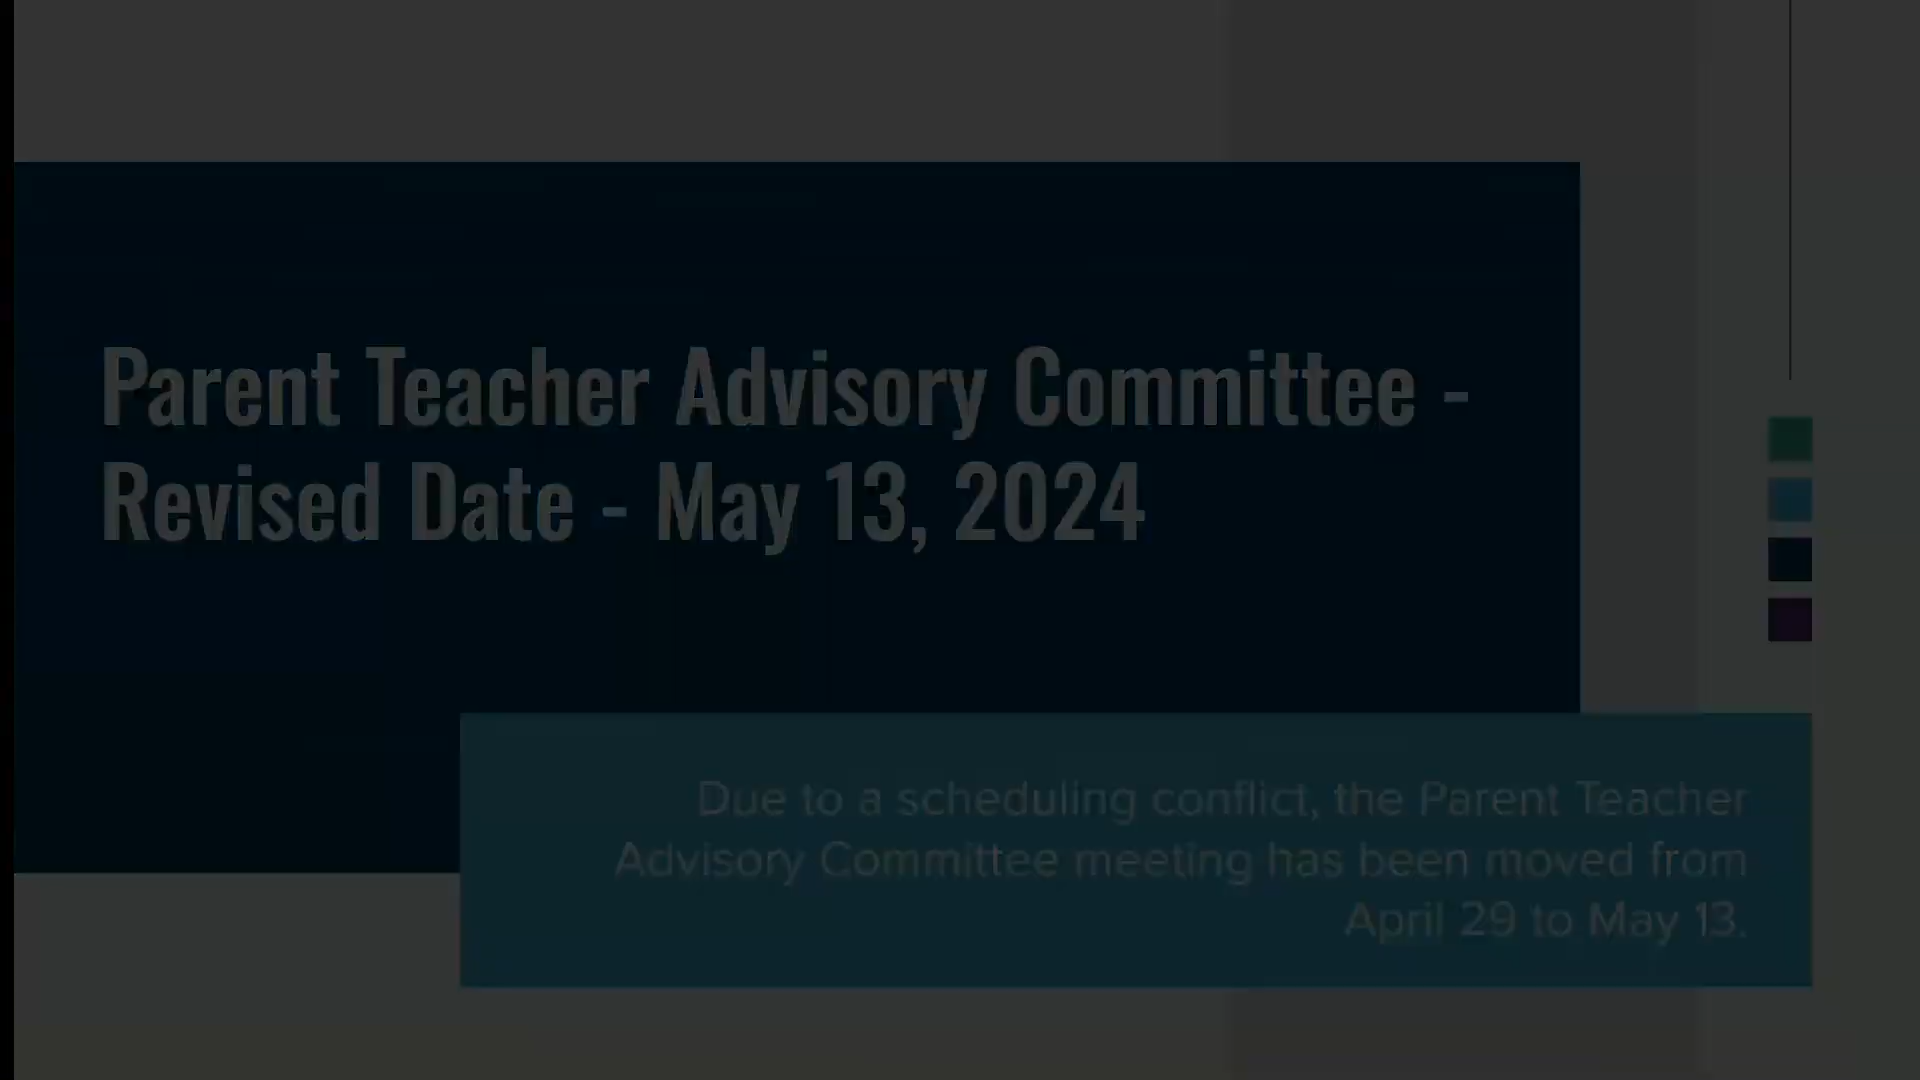 Parent Teacher Advisory Committee -
Revised Date - May 13, 2024
Due to a scheduling conflict, the Parent Teacher
Advisory Committee meeting has been moved from
April 29 to May 13.